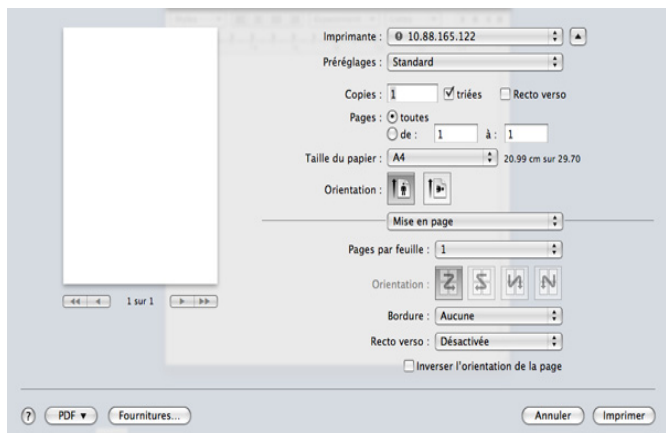 Imprimante : 10.88.165.122
Préréglages : Standard
Copies : 1 triées Recto verso
Pages : toutes
de : 1 à : 1
Taille du papier : A4 20.99 cm sur 29.70
Orientation :
Mise en page
Pages par feuille : 1
Orientation :
Bordure : Aucune
Recto verso : Désactivée
Inverser l'orientation de la page
1 sur 1
? PDF Fournitures... Annuler Imprimer